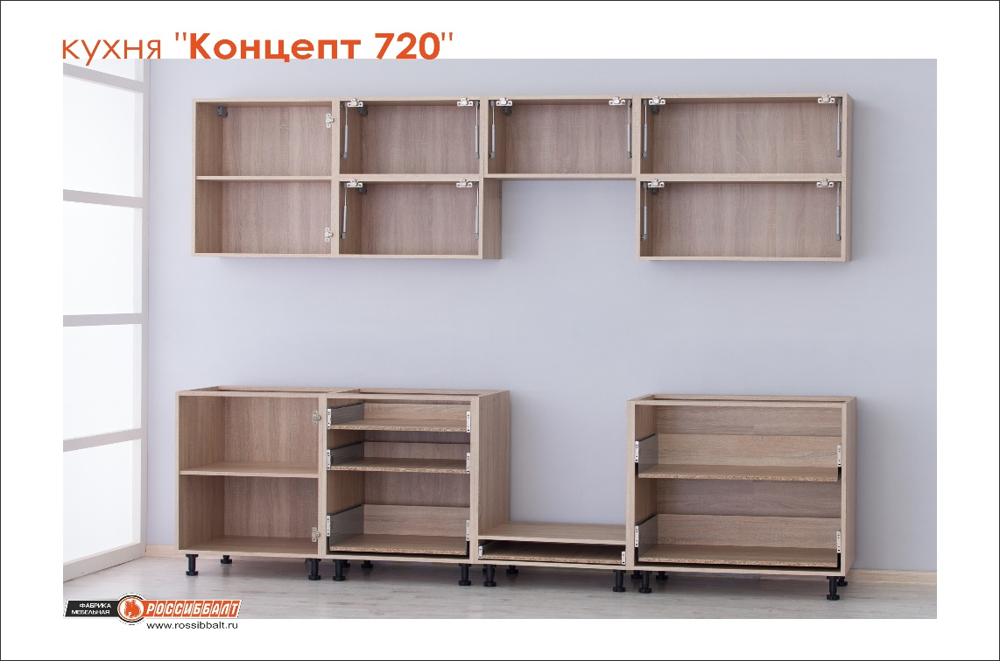 кухня "Концепт 720"
ФАБРИКА
МЕБЕЛЬНАЯ
РОССИББАЛТ
www.rossibbalt.ru